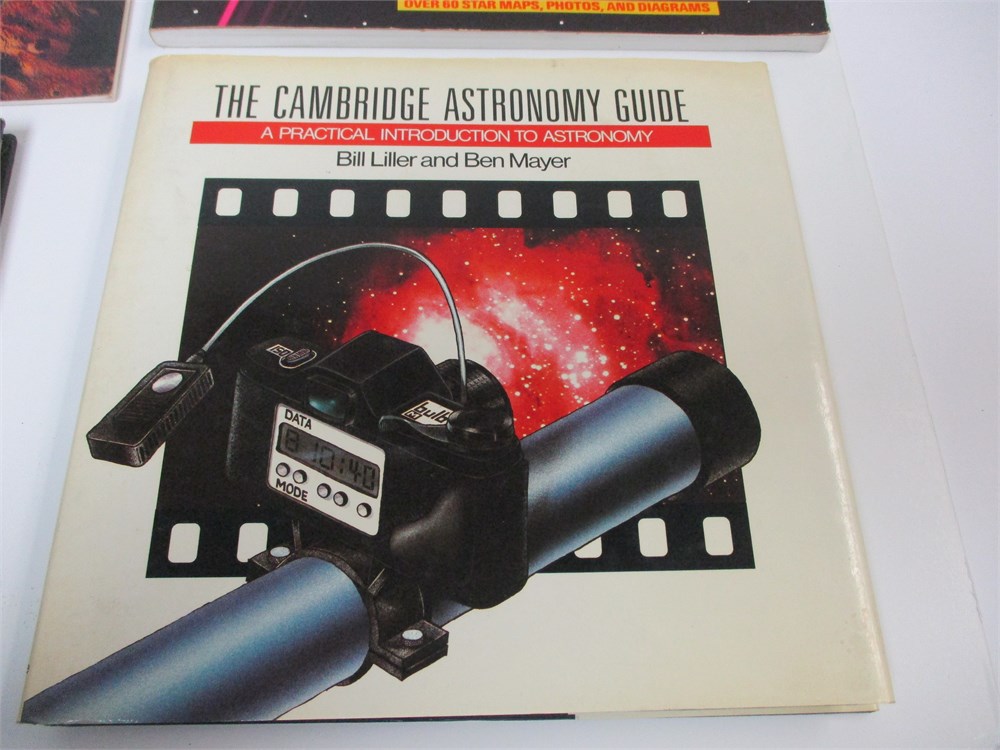 OVER 60 STAR MAPS, PHOTOS, AND DIAGRAMS
THE CAMBRIDGE ASTRONOMY GUIDE
A PRACTICAL INTRODUCTION TO ASTRONOMY
Bill Liller and Ben Mayer
bulb
DATA
8 10:40
MODE